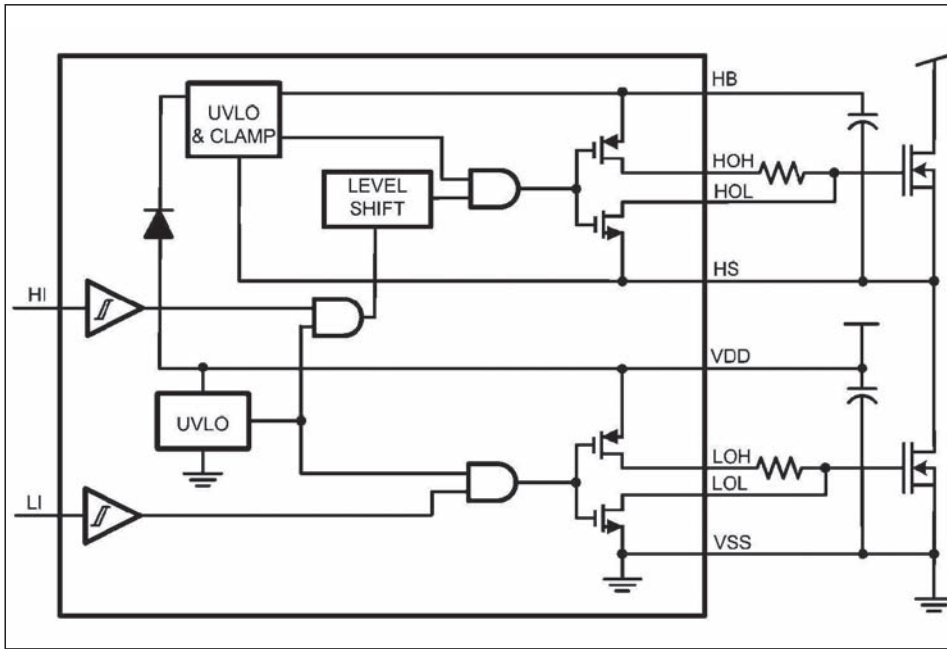 HB
UVLO
& CLAMP
HOH
LEVEL
SHIFT
HOL
HS
HI
VDD
UVLO
LOH
LOL
LI
VSS